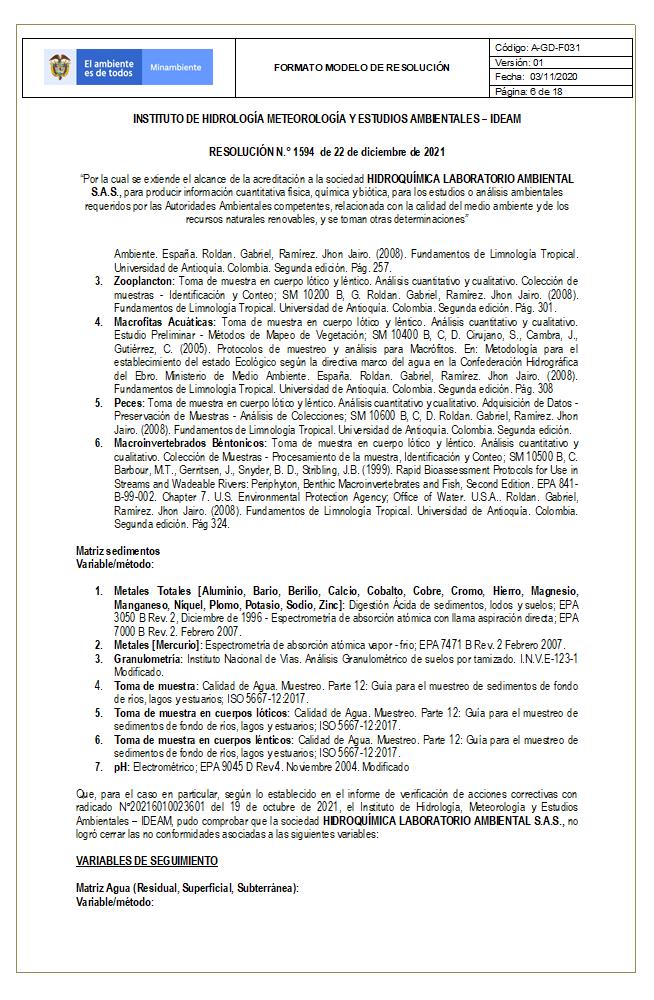 El ambiente
es de todos
Minambiente
FORMATO MODELO DE RESOLUCIÓN
Código: A-GD-F031
Versión: 01
Fecha: 03/11/2020
Página: 6 de 18
INSTITUTO DE HIDROLOGÍA METEOROLOGÍA Y ESTUDIOS AMBIENTALES – IDEAM
RESOLUCIÓN N.° 1594 de 22 de diciembre de 2021
“Por la cual se extiende el alcance de la acreditación a la sociedad HIDROQUÍMICA LABORATORIO AMBIENTAL
S.A.S., para producir información cuantitativa física, química y biótica, para los estudios o análisis ambientales
requeridos por las Autoridades Ambientales competentes, relacionada con la calidad del medio ambiente y de los
recursos naturales renovables, y se toman otras determinaciones”
Ambiente. España. Roldan. Gabriel, Ramírez. Jhon Jairo. (2008). Fundamentos de Limnología Tropical.
Universidad de Antioquía. Colombia. Segunda edición. Pág. 257.
3. Zooplancton: Toma de muestra en cuerpo lótico y léntico. Análisis cuantitativo y cualitativo. Colección de
muestras - Identificación y Conteo; SM 10200 B, G. Roldan. Gabriel, Ramírez. Jhon Jairo. (2008).
Fundamentos de Limnología Tropical. Universidad de Antioquía. Colombia. Segunda edición. Pág. 301.
4. Macrofitas Acuáticas: Toma de muestra en cuerpo lótico y léntico. Análisis cuantitativo y cualitativo.
Estudio Preliminar - Métodos de Mapeo de Vegetación; SM 10400 B, C, D. Cirujano, S., Cambra, J.,
Gutiérrez, C. (2005). Protocolos de muestreo y análisis para Macrófitos. En: Metodología para el
establecimiento del estado Ecológico según la directiva marco del agua en la Confederación Hidrográfica
del Ebro. Ministerio de Medio Ambiente. España. Roldan. Gabriel, Ramírez. Jhon Jairo. (2008).
Fundamentos de Limnología Tropical. Universidad de Antioquía. Colombia. Segunda edición. Pág. 308
5. Peces: Toma de muestra en cuerpo lótico y léntico. Análisis cuantitativo y cualitativo. Adquisición de Datos -
Preservación de Muestras - Análisis de Colecciones; SM 10600 B, C, D. Roldan. Gabriel, Ramírez. Jhon
Jairo. (2008). Fundamentos de Limnología Tropical. Universidad de Antioquía. Colombia. Segunda edición.
6. Macroinvertebrados Béntonicos: Toma de muestra en cuerpo lótico y léntico. Análisis cuantitativo y
cualitativo. Colección de Muestras - Procesamiento de la muestra, Identificación y Conteo; SM 10500 B, C.
Barbour, M.T., Gerritsen, J., Snyder, B. D., Stribling, J.B. (1999). Rapid Bioassessment Protocols for Use in
Streams and Wadeable Rivers: Periphyton, Benthic Macroinvertebrates and Fish, Second Edition. EPA 841-
B-99-002. Chapter 7. U.S. Environmental Protection Agency; Office of Water. U.S.A.. Roldan. Gabriel,
Ramírez. Jhon Jairo. (2008). Fundamentos de Limnología Tropical. Universidad de Antioquía. Colombia.
Segunda edición. Pág 324.
Matriz sedimentos
Variable/método:
1. Metales Totales [Aluminio, Bario, Berilio, Calcio, Cobalto, Cobre, Cromo, Hierro, Magnesio,
Manganeso, Níquel, Plomo, Potasio, Sodio, Zinc]: Digestión Ácida de sedimentos, lodos y suelos; EPA
3050 B Rev. 2, Diciembre de 1996 - Espectrometría de absorción atómica con llama aspiración directa; EPA
7000 B Rev. 2. Febrero 2007.
2. Metales [Mercurio]: Espectrometría de absorción atómica vapor - frio; EPA 7471 B Rev. 2 Febrero 2007.
3. Granulometría: Instituto Nacional de Vías. Análisis Granulométrico de suelos por tamizado. I.N.V.E-123-1
Modificado.
4. Toma de muestra: Calidad de Agua. Muestreo. Parte 12: Guía para el muestreo de sedimentos de fondo
de ríos, lagos y estuarios; ISO 5667-12:2017.
5. Toma de muestra en cuerpos lóticos: Calidad de Agua. Muestreo. Parte 12: Guía para el muestreo de
sedimentos de fondo de ríos, lagos y estuarios; ISO 5667-12:2017.
6. Toma de muestra en cuerpos lénticos: Calidad de Agua. Muestreo. Parte 12: Guía para el muestreo de
sedimentos de fondo de ríos, lagos y estuarios; ISO 5667-12:2017.
7. pH: Electrométrico; EPA 9045 D Rev4. Noviembre 2004. Modificado
Que, para el caso en particular, según lo establecido en el informe de verificación de acciones correctivas con
radicado N°20216010023601 del 19 de octubre de 2021, el Instituto de Hidrología, Meteorología y Estudios
Ambientales – IDEAM, pudo comprobar que la sociedad HIDROQUÍMICA LABORATORIO AMBIENTAL S.A.S., no
logró cerrar las no conformidades asociadas a las siguientes variables:
VARIABLES DE SEGUIMIENTO
Matriz Agua (Residual, Superficial, Subterránea):
Variable/método: